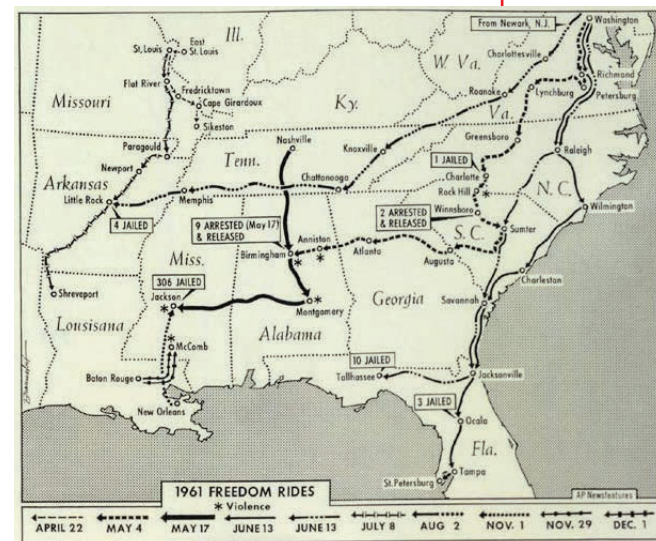 From Newark, N.J.
Washington
Ill.
East
St. Louis
St. Louis
Charlottesville
W. Va.
Richmond
Flat River
Fredricktown
Roanoke
Lynchburg
Petersburg
Cape Girardoux
Missouri
Ky.
Va.
Sikeston
Greensboro
Nashville
Paragould
Knoxville
1 JAILED
Raleigh
Newport
Tenn.
Charlotte
Arkansas
Chattanooga
Rock Hill
*
N. C.
Little Rock
Memphis
2 ARRESTED
& RELEASED
Winnsboro
Wilmington
4 JAILED
9 ARRESTED (May 17)
& RELEASED
Sumter
S. C.
Anniston
*
Birmingham
*
Atlanta
Augusta
Miss.
Charleston
306 JAILED
Shreveport
Jackson
*
Montgomery
*
Georgia
Savannah
Lousisana
Alabama
*
McComb
10 JAILED
Baton Rouge
Tallhassee
Jacksonville
New Orleans
3 JAILED
Ocala
Fla.
St. Petersburg
Tampa
1961 FREEDOM RIDES
* Violence
AP Newsfeatures
APRIL 22 MAY 4 MAY 17 JUNE 13 JUNE 13 JULY 8 AUG 2 NOV. 1 NOV. 29 DEC. 1